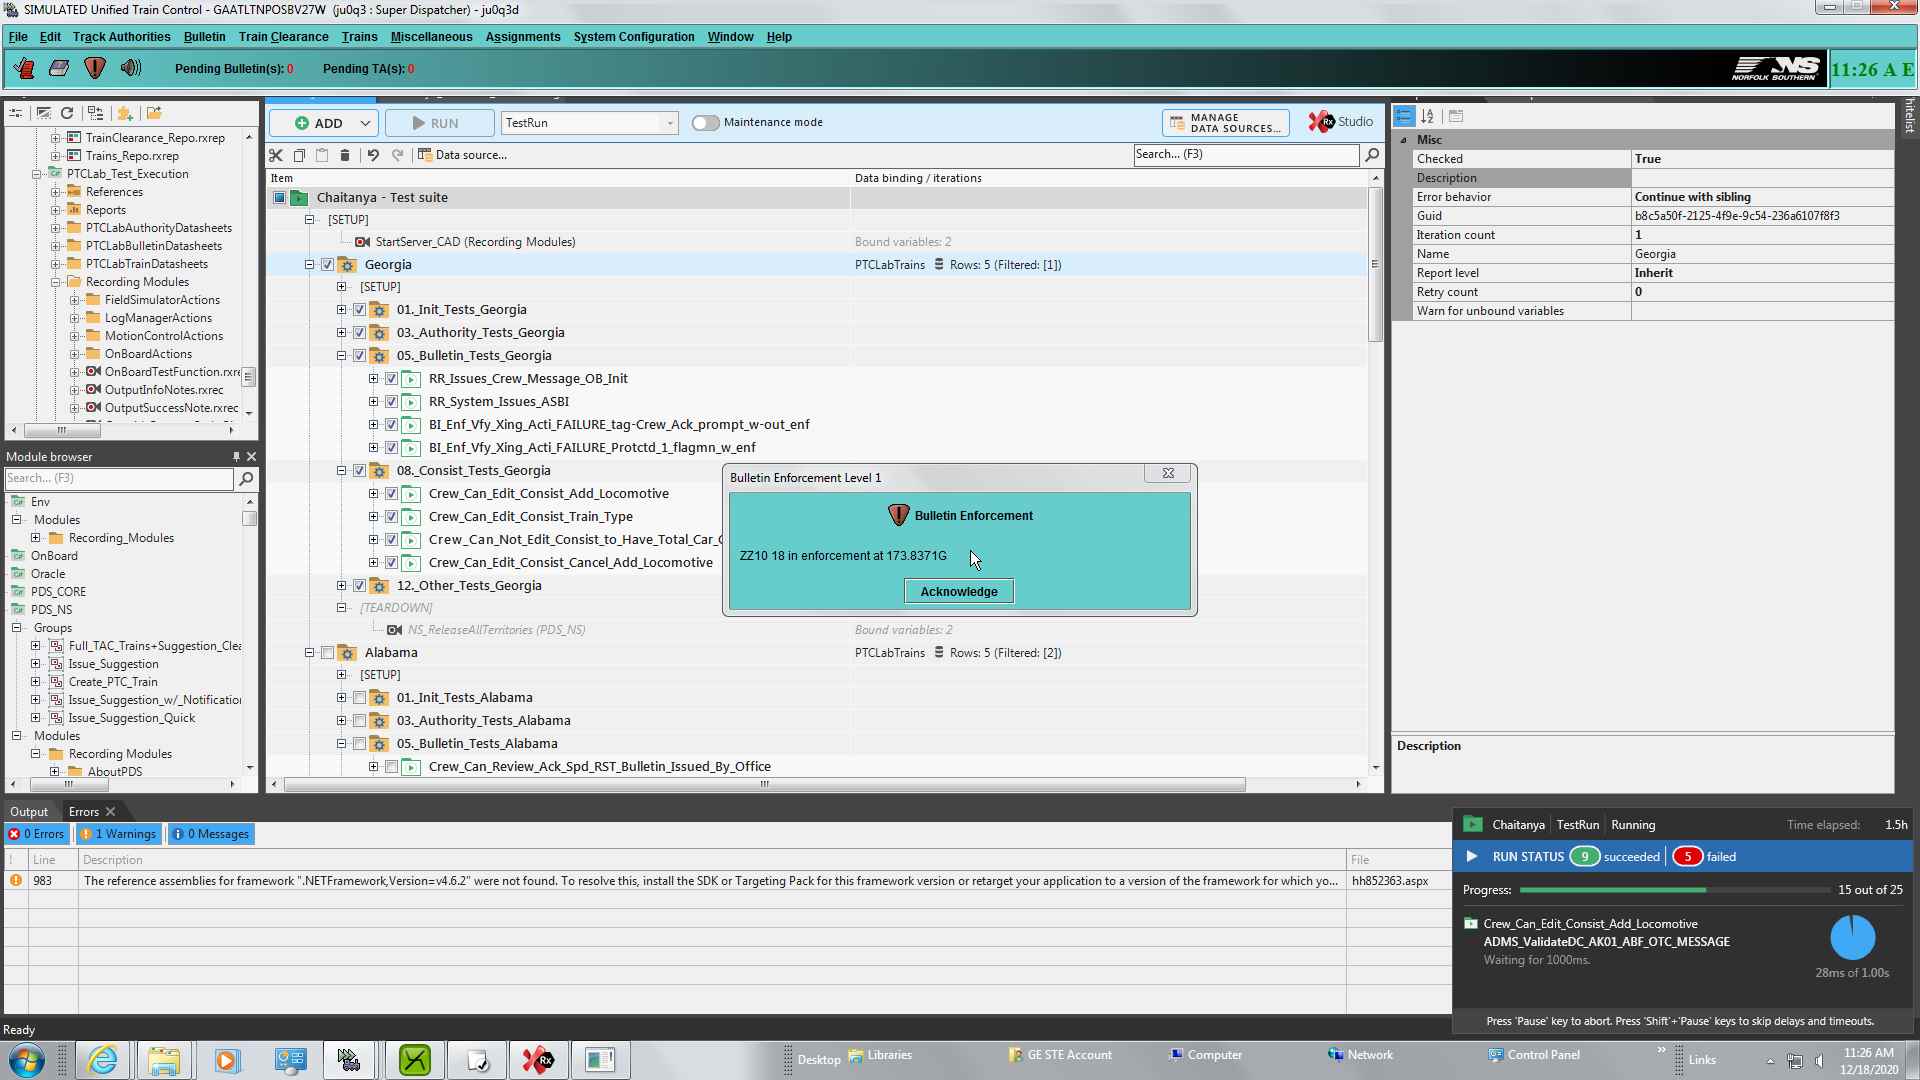 SIMULATED Unified Train Control - GAATLTNPOSBV27W (ju0q3 : Super Dispatcher) - ju0q3d
File Edit Track Authorities Bulletin Train Clearance Trains Miscellaneous Assignments System Configuration Window Help
Pending Bulletin(s): 0 Pending TA(s): 0
NS
NORFOLK SOUTHERN
11:26 A E
TrainClearance_Repo.rxrep
Trains_Repo.rxrep
PTCLab_Test_Execution
References
Reports
PTCLabAuthorityDatasheets
PTCLabBulletinDatasheets
PTCLabTrainDatasheets
Recording Modules
FieldSimulatorActions
LogManagerActions
MotionControlActions
OnBoardActions
OnBoardTestFunction.rxre
OutputInfoNotes.rxrec
OutputSuccessNote.rxrec
Module browser
Search... (F3)
Env
Modules
Recording_Modules
OnBoard
Oracle
PDS_CORE
PDS_NS
Groups
Full_TAC_Trains+Suggestion_Clea
Issue_Suggestion
Create_PTC_Train
Issue_Suggestion_w/_Notification
Issue_Suggestion_Quick
Modules
Recording Modules
AboutPDS
ADD RUN TestRun Maintenance mode
MANAGE
DATA SOURCES...
Rx Studio
Data source...
Search... (F3)
Item Data binding / iterations
Chaitanya - Test suite
[SETUP]
StartServer_CAD (Recording Modules) Bound variables: 2
Georgia PTCLabTrains Rows: 5 (Filtered: [1])
[SETUP]
01._Init_Tests_Georgia
03._Authority_Tests_Georgia
05._Bulletin_Tests_Georgia
RR_Issues_Crew_Message_OB_Init
RR_System_Issues_ASBI
BI_Enf_Vfy_Xing_Acti_FAILURE_tag-Crew_Ack_prompt_w-out_enf
BI_Enf_Vfy_Xing_Acti_FAILURE_Protctd_1_flagmn_w_enf
08._Consist_Tests_Georgia
Crew_Can_Edit_Consist_Add_Locomotive
Crew_Can_Edit_Consist_Train_Type
Crew_Can_Not_Edit_Consist_to_Have_Total_Car_C
Crew_Can_Edit_Consist_Cancel_Add_Locomotive
12._Other_Tests_Georgia
[TEARDOWN]
NS_ReleaseAllTerritories (PDS_NS) Bound variables: 2
Alabama PTCLabTrains Rows: 5 (Filtered: [2])
[SETUP]
01._Init_Tests_Alabama
03._Authority_Tests_Alabama
05._Bulletin_Tests_Alabama
Crew_Can_Review_Ack_Spd_RST_Bulletin_Issued_By_Office
Bulletin Enforcement Level 1
Bulletin Enforcement
ZZ10 18 in enforcement at 173.8371G
Acknowledge
Misc
Checked True
Description
Error behavior Continue with sibling
Guid b8c5a50f-2125-4f9e-9c54-236a6107f8f3
Iteration count 1
Name Georgia
Report level Inherit
Retry count 0
Warn for unbound variables
Description
hitelist
Output Errors
0 Errors 1 Warnings 0 Messages
! Line Description File
983 The reference assemblies for framework ".NETFramework,Version=v4.6.2" were not found. To resolve this, install the SDK or Targeting Pack for this framework version or retarget your application to a version of the framework for which yo... hh852363.aspx
Chaitanya TestRun Running Time elapsed: 1.5h
RUN STATUS 9 succeeded 5 failed
Progress: 15 out of 25
Crew_Can_Edit_Consist_Add_Locomotive
ADMS_ValidateDC_AK01_ABF_OTC_MESSAGE
Waiting for 1000ms.
28ms of 1.00s
Press 'Pause' key to abort. Press 'Shift'+'Pause' keys to skip delays and timeouts.
Ready
Desktop Libraries GE STE Account Computer Network Control Panel » Links
11:26 AM
12/18/2020